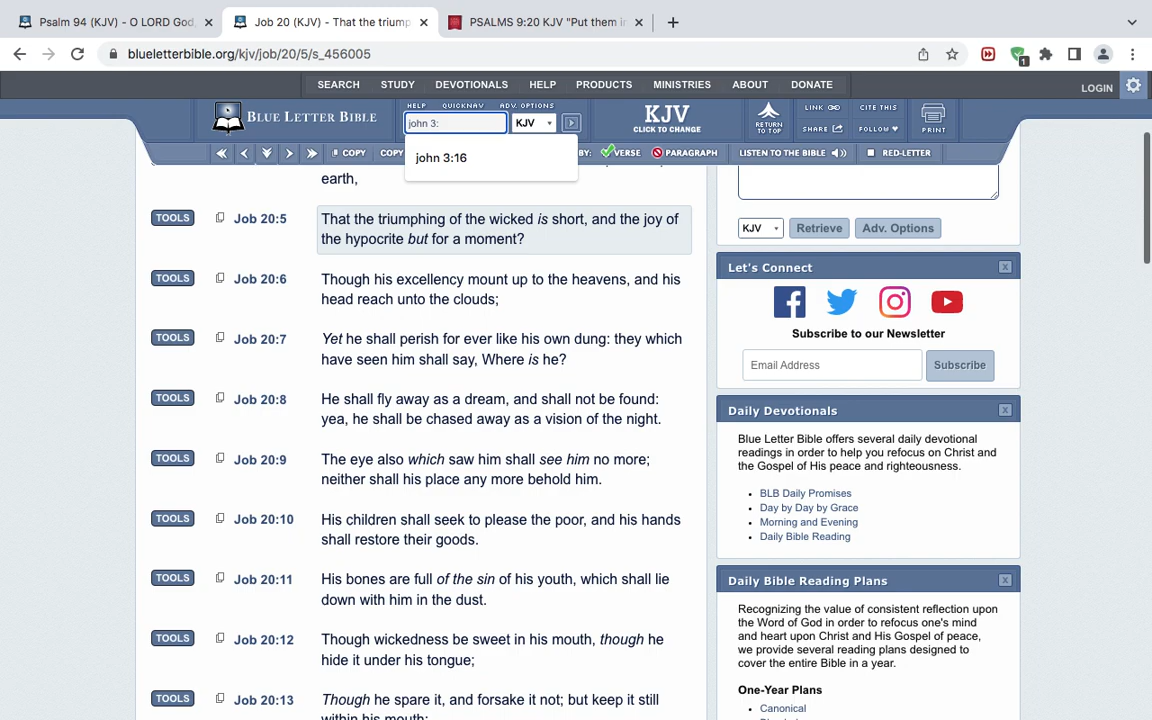 Psalm 94 (KJV) - O LORD God,
Job 20 (KJV) - That the triump
PSALMS 9:20 KJV "Put them in
blueletterbible.org/kjv/job/20/5/s_456005
1
SEARCH STUDY DEVOTIONALS HELP PRODUCTS MINISTRIES ABOUT DONATE
LOGIN
BLUE LETTER BIBLE
HELP QUICKNAV ADV. OPTIONS
john 3:
KJV
john 3:16
KJV
CLICK TO CHANGE
RETURN
TO TOP
LINK
CITE THIS
SHARE
FOLLOW
PRINT
COPY COPY BY: VERSE PARAGRAPH LISTEN TO THE BIBLE RED-LETTER
earth,
TOOLS Job 20:5 That the triumphing of the wicked is short, and the joy of
the hypocrite but for a moment?
TOOLS Job 20:6 Though his excellency mount up to the heavens, and his
head reach unto the clouds;
TOOLS Job 20:7 Yet he shall perish for ever like his own dung: they which
have seen him shall say, Where is he?
TOOLS Job 20:8 He shall fly away as a dream, and shall not be found:
yea, he shall be chased away as a vision of the night.
TOOLS Job 20:9 The eye also which saw him shall see him no more;
neither shall his place any more behold him.
TOOLS Job 20:10 His children shall seek to please the poor, and his hands
shall restore their goods.
TOOLS Job 20:11 His bones are full of the sin of his youth, which shall lie
down with him in the dust.
TOOLS Job 20:12 Though wickedness be sweet in his mouth, though he
hide it under his tongue;
TOOLS Job 20:13 Though he spare it, and forsake it not; but keep it still
within his mouth:
KJV Retrieve Adv. Options
Let's Connect x
Subscribe to our Newsletter
Email Address Subscribe
Daily Devotionals x
Blue Letter Bible offers several daily devotional
readings in order to help you refocus on Christ and
the Gospel of His peace and righteousness.
• BLB Daily Promises
• Day by Day by Grace
• Morning and Evening
• Daily Bible Reading
Daily Bible Reading Plans x
Recognizing the value of consistent reflection upon
the Word of God in order to refocus one's mind
and heart upon Christ and His Gospel of peace,
we provide several reading plans designed to
cover the entire Bible in a year.
One-Year Plans
• Canonical